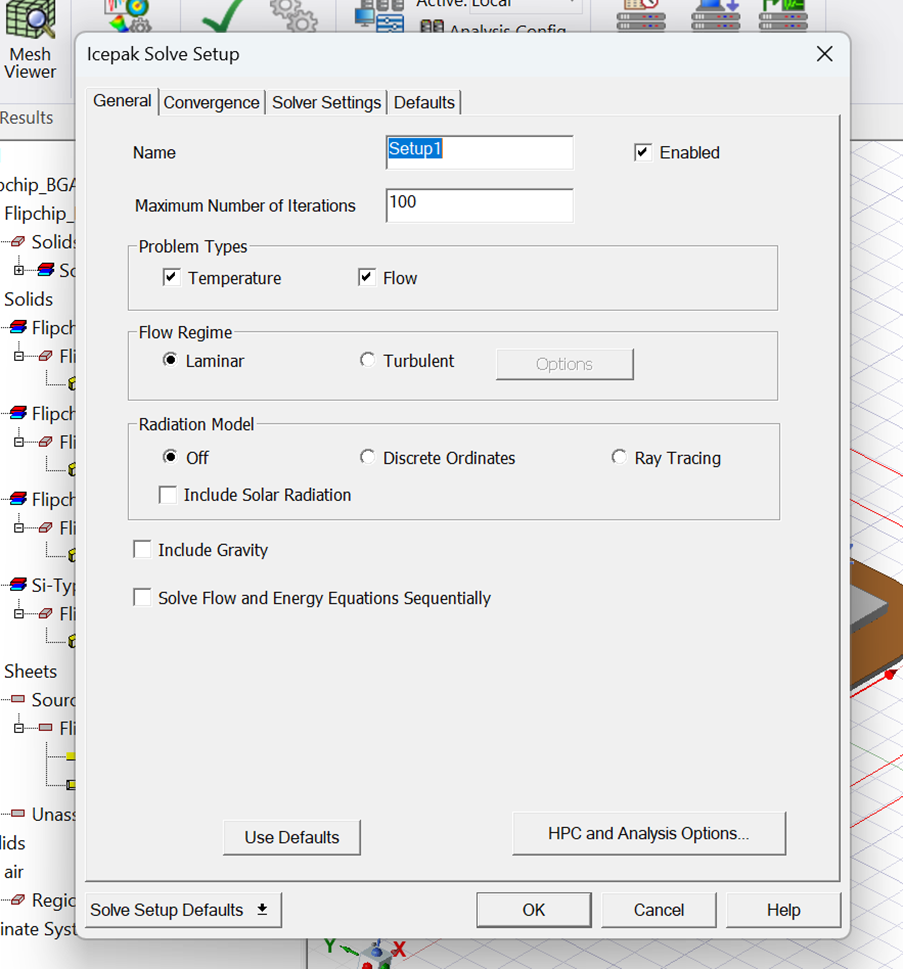 Active: Local
Analysis Config
Mesh
Viewer
Results
Icepak Solve Setup
General
Convergence
Solver Settings
Defaults
Name
Setup1
Enabled
Maximum Number of Iterations
100
Problem Types
Temperature
Flow
Flow Regime
Laminar
Turbulent
Options
Radiation Model
Off
Discrete Ordinates
Ray Tracing
Include Solar Radiation
Include Gravity
Solve Flow and Energy Equations Sequentially
Use Defaults
HPC and Analysis Options...
Solve Setup Defaults
OK
Cancel
Help
pchip_BGA
Flipchip_
Solids
So
Solids
Flipch
Fli
Flipch
Fli
Flipch
Fli
Si-Typ
Fli
Sheets
Sourc
Fli
Unass
lids
air
Regio
inate Syst
Y
X